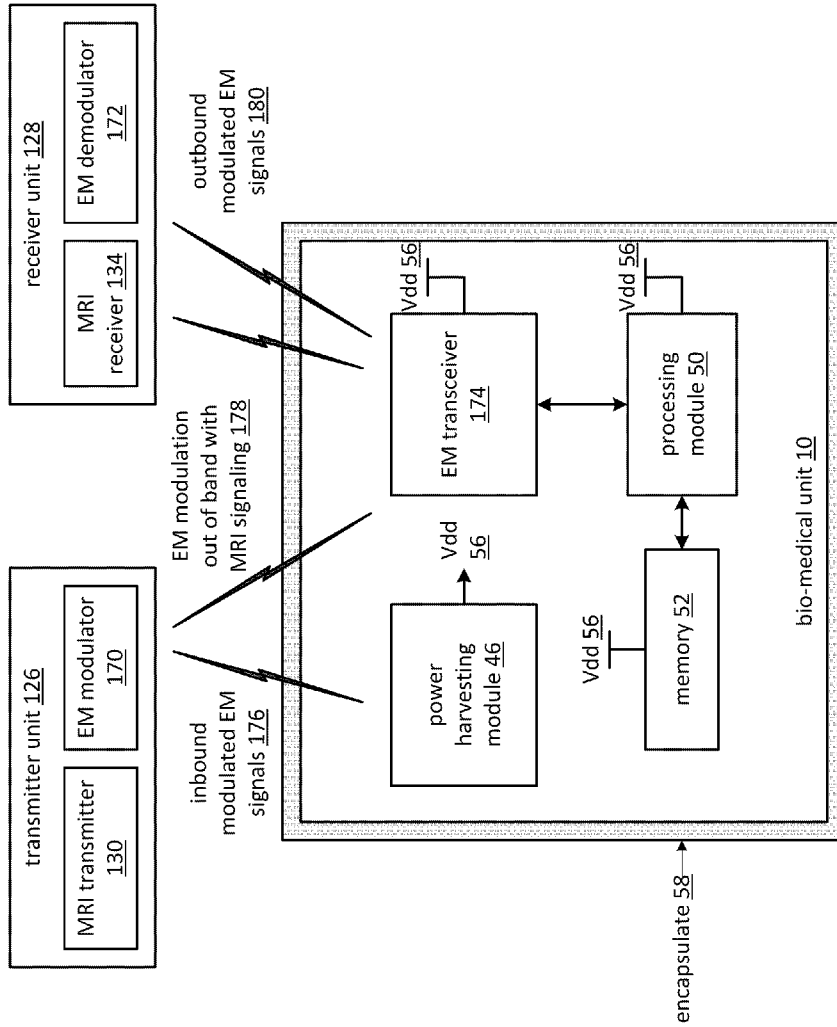 transmitter unit 126
MRI transmitter
130
EM modulator
170
receiver unit 128
MRI
receiver 134
EM demodulator
172
inbound
modulated EM
signals 176
EM modulation
out of band with
MRI signaling 178
outbound
modulated EM
signals 180
power
harvesting
module 46
Vdd
56
EM transceiver
174
Vdd 56
Vdd 56
memory 52
processing
module 50
Vdd 56
bio-medical unit 10
encapsulate 58